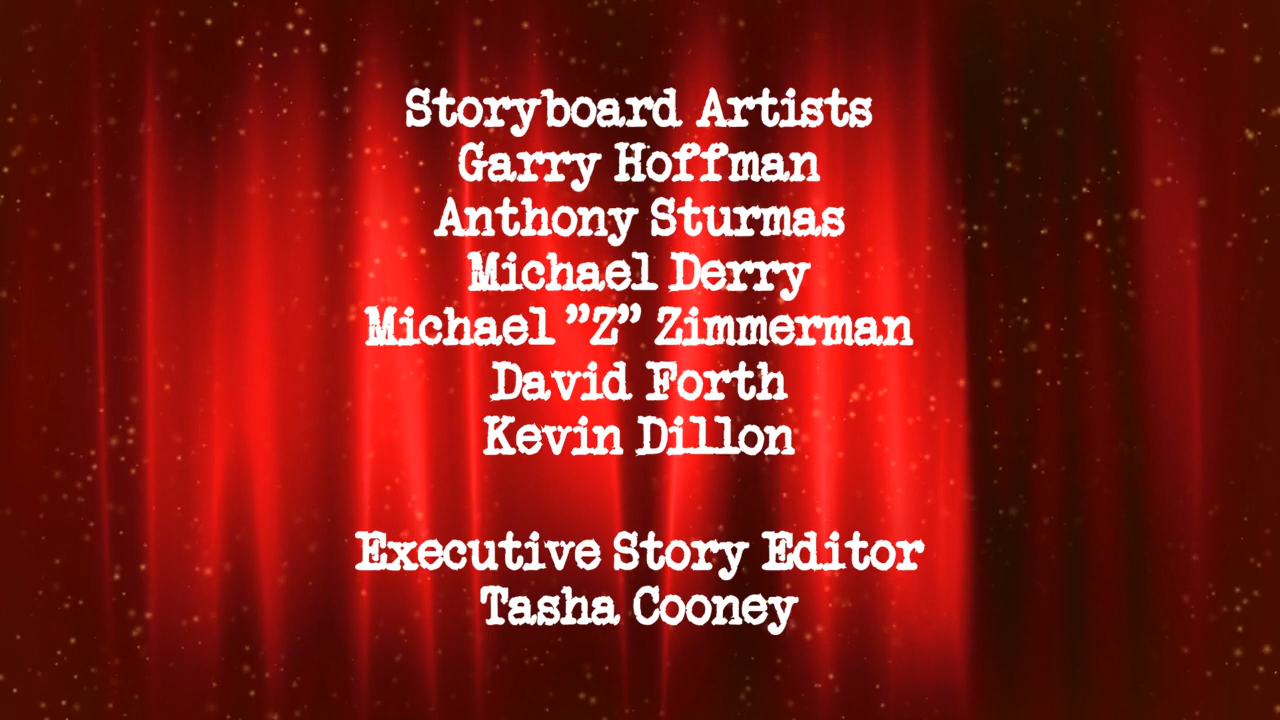 Storyboard Artists
Garry Hoffman
Anthony Sturmas
Michael Derry
Michael ”Z” Zimmerman
David Forth
Kevin Dillon
Executive Story Editor
Tasha Cooney